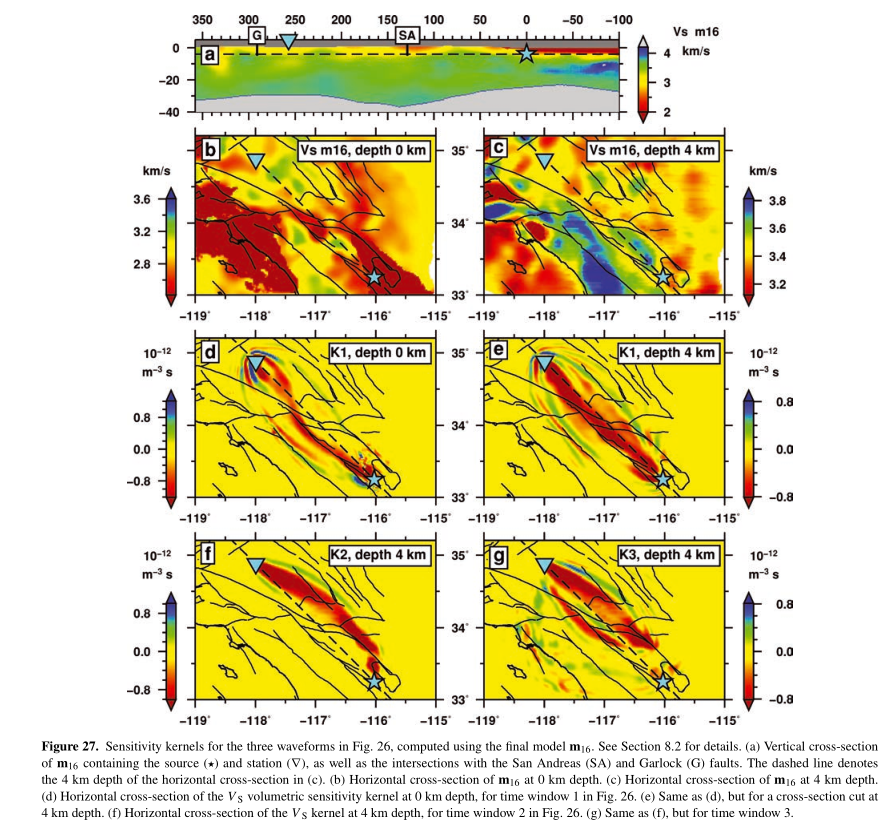 350 300 250 200 150 100 50 0 −50 −100
G SA
Vs m16
km/s
0
−20
−40
a
4
3
2
b
Vs m16, depth 0 km
c
Vs m16, depth 4 km
km/s
3.6
3.2
2.8
35˚
34˚
33˚
−119˚ −118˚ −117˚ −116˚ −115˚
35˚
34˚
33˚
−119˚ −118˚ −117˚ −116˚ −115˚
km/s
3.8
3.6
3.4
3.2
d
K1, depth 0 km
e
K1, depth 4 km
10⁻¹²
m⁻³ s
0.8
0.0
−0.8
35˚
34˚
33˚
−119˚ −118˚ −117˚ −116˚ −115˚
35˚
34˚
33˚
−119˚ −118˚ −117˚ −116˚ −115˚
10⁻¹²
m⁻³ s
0.8
0.0
−0.8
f
K2, depth 4 km
g
K3, depth 4 km
10⁻¹²
m⁻³ s
0.8
0.0
−0.8
35˚
34˚
33˚
−119˚ −118˚ −117˚ −116˚ −115˚
35˚
34˚
33˚
−119˚ −118˚ −117˚ −116˚ −115˚
10⁻¹²
m⁻³ s
0.8
0.0
−0.8
Figure 27. Sensitivity kernels for the three waveforms in Fig. 26, computed using the final model m₁₆. See Section 8.2 for details. (a) Vertical cross-section
of m₁₆ containing the source (⋆) and station (∇), as well as the intersections with the San Andreas (SA) and Garlock (G) faults. The dashed line denotes
the 4 km depth of the horizontal cross-section in (c). (b) Horizontal cross-section of m₁₆ at 0 km depth. (c) Horizontal cross-section of m₁₆ at 4 km depth.
(d) Horizontal cross-section of the V_S volumetric sensitivity kernel at 0 km depth, for time window 1 in Fig. 26. (e) Same as (d), but for a cross-section cut at
4 km depth. (f) Horizontal cross-section of the V_S kernel at 4 km depth, for time window 2 in Fig. 26. (g) Same as (f), but for time window 3.